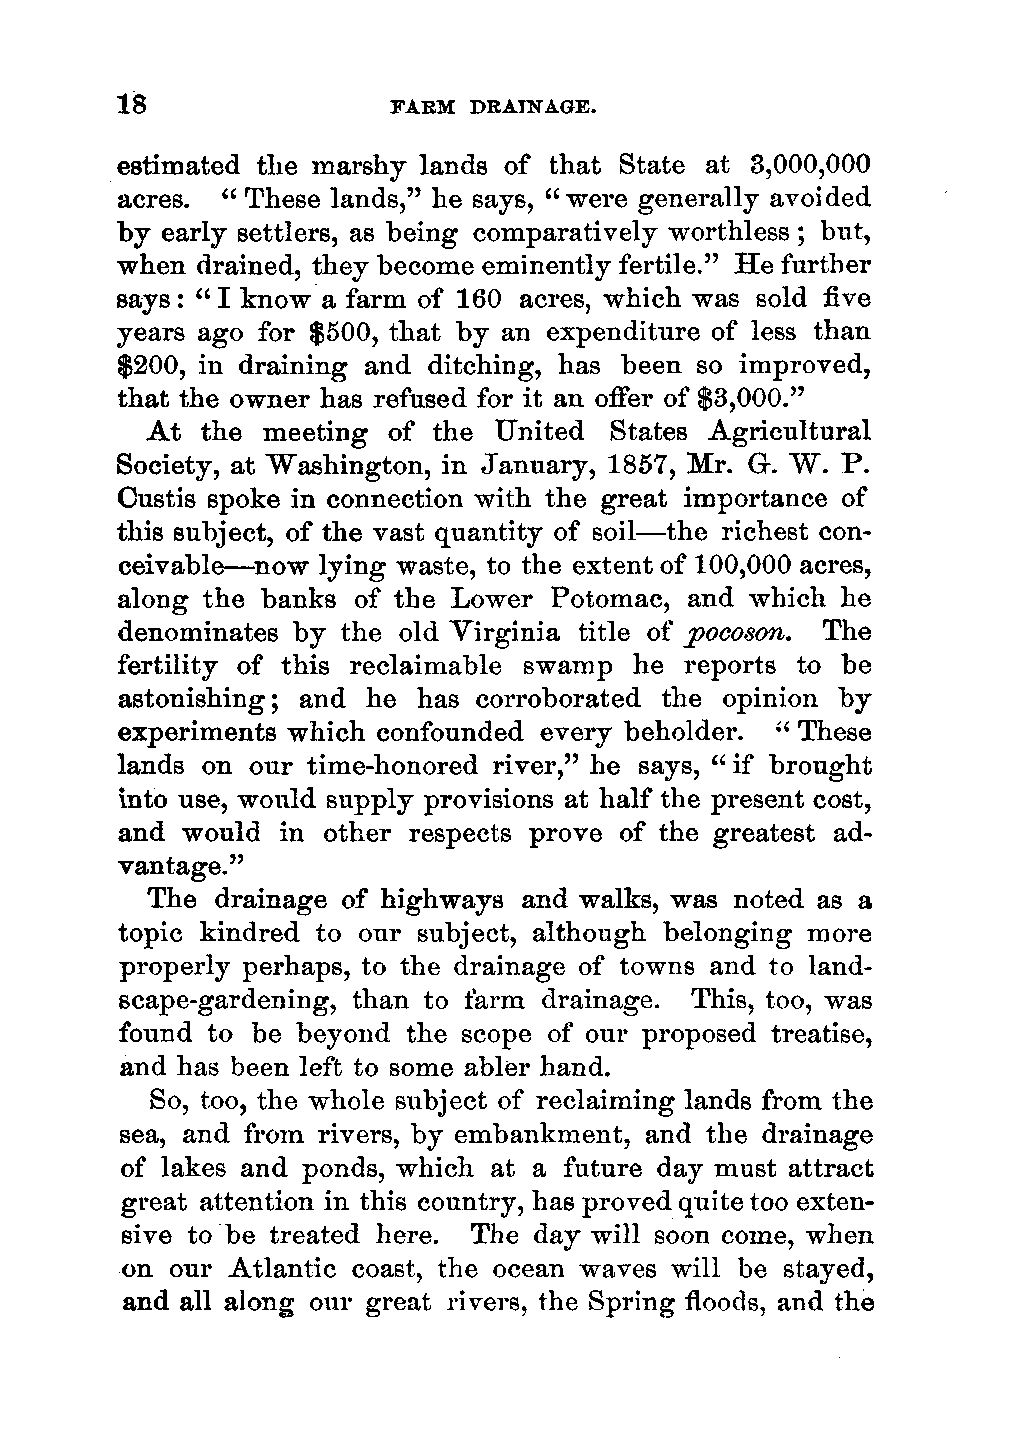 18 FARM DRAINAGE.
estimated the marshy lands of that State at 3,000,000
acres. “ These lands,” he says, “ were generally avoided
by early settlers, as being comparatively worthless ; but,
when drained, they become eminently fertile.” He further
says : “ I know a farm of 160 acres, which was sold five
years ago for $500, that by an expenditure of less than
$200, in draining and ditching, has been so improved,
that the owner has refused for it an offer of $3,000.”
At the meeting of the United States Agricultural
Society, at Washington, in January, 1857, Mr. G. W. P.
Custis spoke in connection with the great importance of
this subject, of the vast quantity of soil—the richest con-
ceivable—now lying waste, to the extent of 100,000 acres,
along the banks of the Lower Potomac, and which he
denominates by the old Virginia title of pocoson. The
fertility of this reclaimable swamp he reports to be
astonishing; and he has corroborated the opinion by
experiments which confounded every beholder. “ These
lands on our time-honored river,” he says, “ if brought
into use, would supply provisions at half the present cost,
and would in other respects prove of the greatest ad-
vantage.”
The drainage of highways and walks, was noted as a
topic kindred to our subject, although belonging more
properly perhaps, to the drainage of towns and to land-
scape-gardening, than to farm drainage. This, too, was
found to be beyond the scope of our proposed treatise,
and has been left to some abler hand.
So, too, the whole subject of reclaiming lands from the
sea, and from rivers, by embankment, and the drainage
of lakes and ponds, which at a future day must attract
great attention in this country, has proved quite too exten-
sive to be treated here. The day will soon come, when
on our Atlantic coast, the ocean waves will be stayed,
and all along our great rivers, the Spring floods, and the